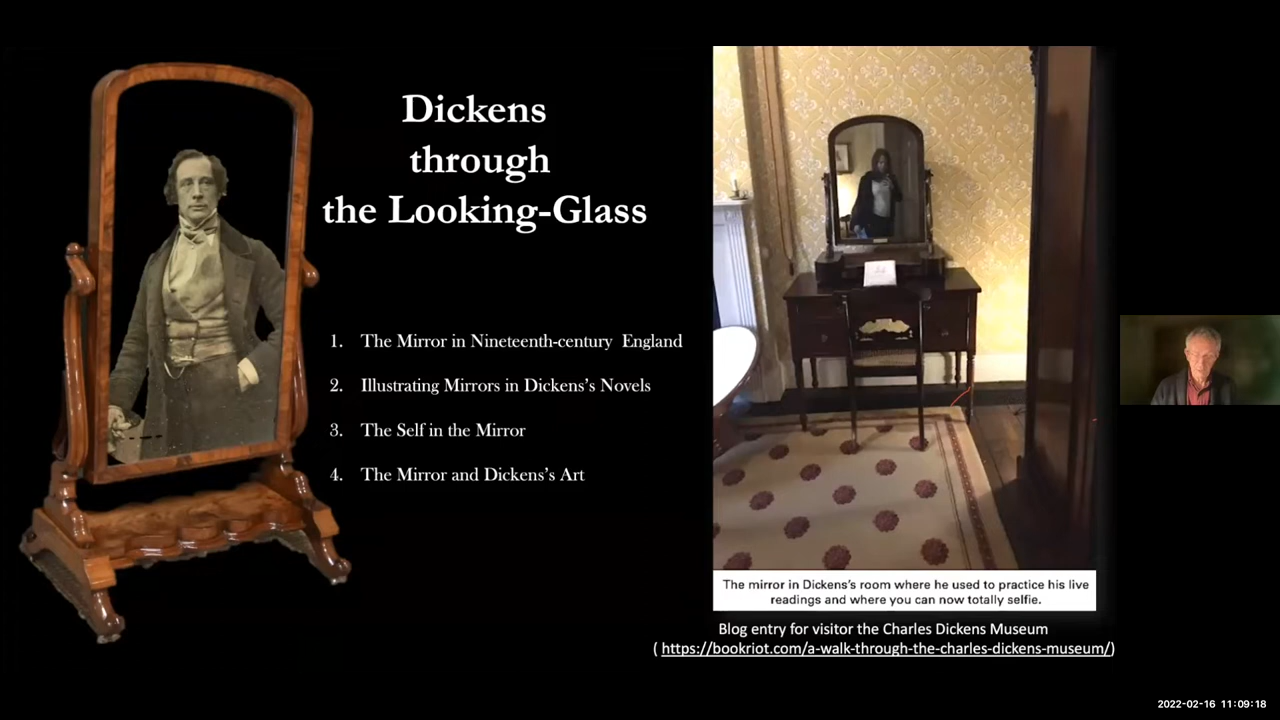 Dickens
through
the Looking-Glass
1. The Mirror in Nineteenth-century England
2. Illustrating Mirrors in Dickens's Novels
3. The Self in the Mirror
4. The Mirror and Dickens's Art
The mirror in Dickens's room where he used to practice his live
readings and where you can now totally selfie.
Blog entry for visitor the Charles Dickens Museum
( https://bookriot.com/a-walk-through-the-charles-dickens-museum/)
2022-02-16 11:09:18